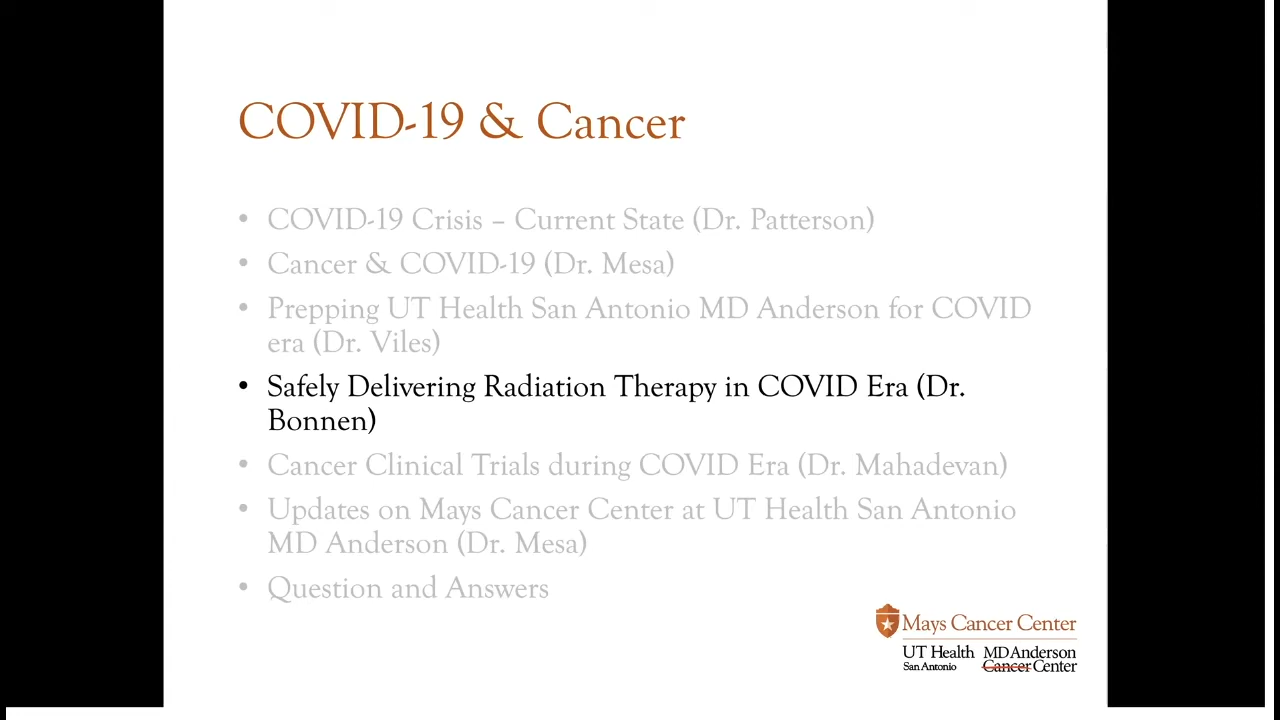 COVID-19 & Cancer
• COVID-19 Crisis – Current State (Dr. Patterson)
• Cancer & COVID-19 (Dr. Mesa)
• Prepping UT Health San Antonio MD Anderson for COVID
era (Dr. Viles)
• Safely Delivering Radiation Therapy in COVID Era (Dr.
Bonnen)
• Cancer Clinical Trials during COVID Era (Dr. Mahadevan)
• Updates on Mays Cancer Center at UT Health San Antonio
MD Anderson (Dr. Mesa)
• Question and Answers
Mays Cancer Center
UT Health MD Anderson
San Antonio Cancer Center